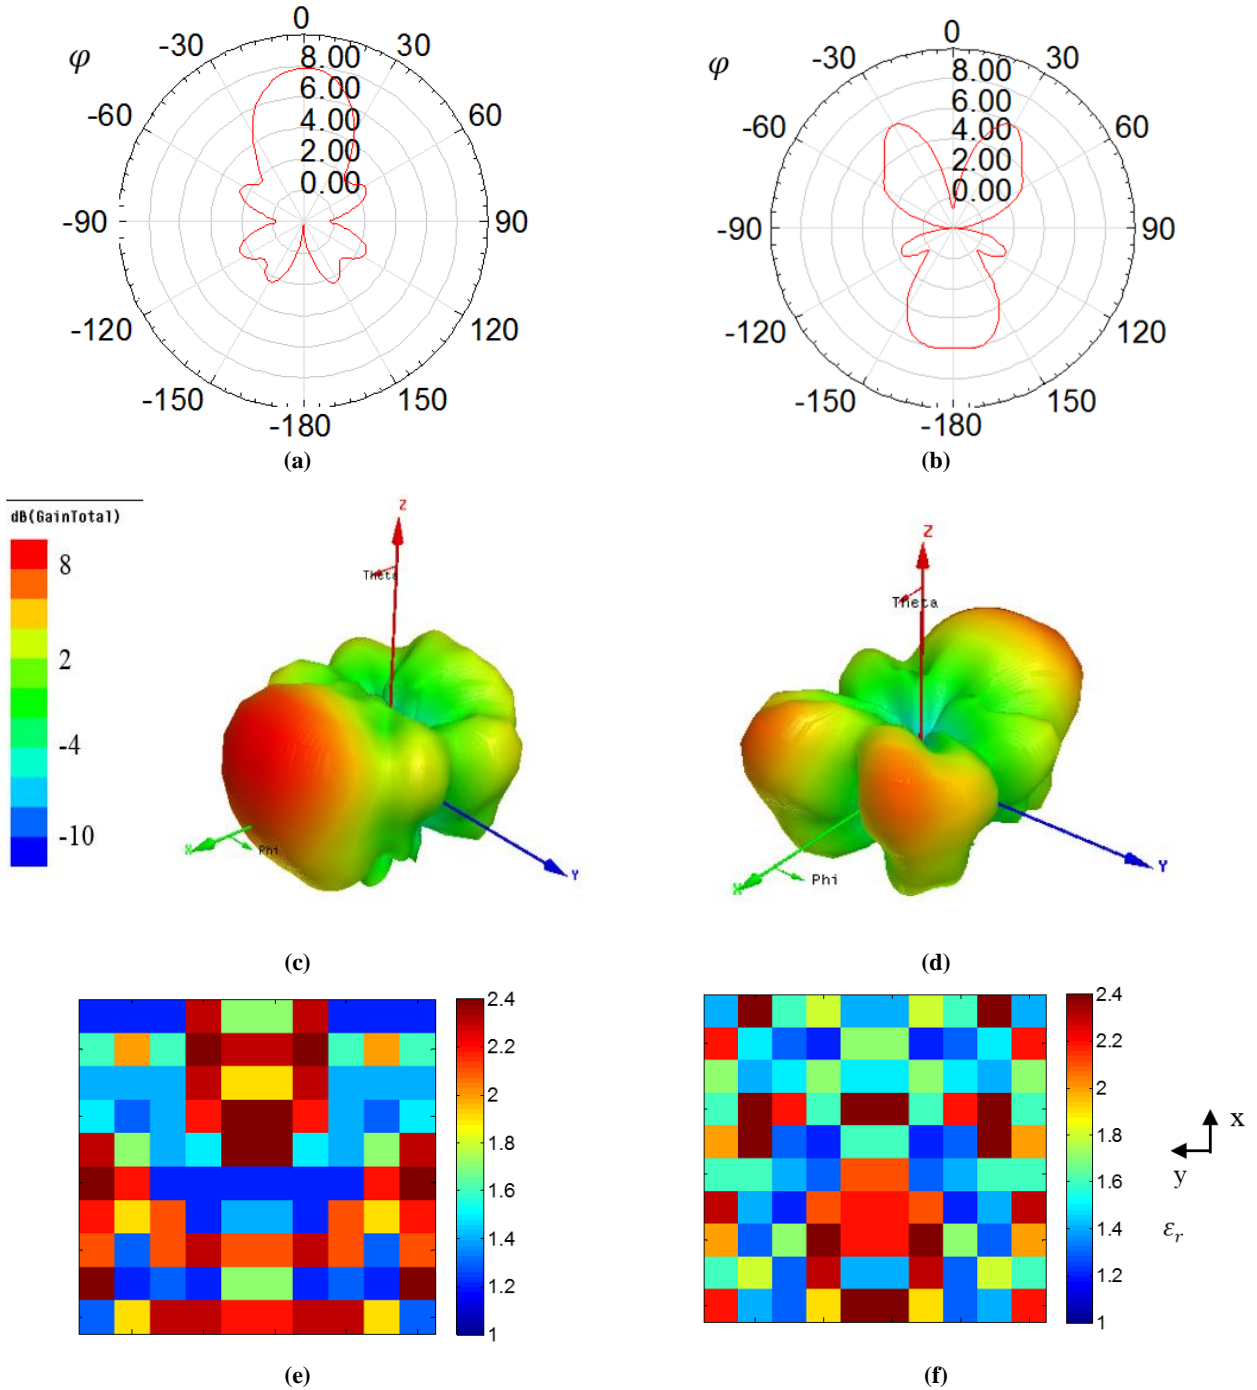 0
-30
30
φ
8.00
6.00
-60
60
4.00
2.00
0.00
-90
90
-120
120
-150
150
-180
(a)
0
-30
30
φ
8.00
6.00
-60
60
4.00
2.00
0.00
-90
90
-120
120
-150
150
-180
(b)
dB(GainTotal)
8
2
-4
-10
Z
Theta
X
Phi
Y
(c)
Z
Theta
X
Phi
Y
(d)
2.4
2.2
2
1.8
1.6
1.4
1.2
1
(e)
2.4
2.2
2
1.8
1.6
1.4
1.2
1
x
y
εr
(f)